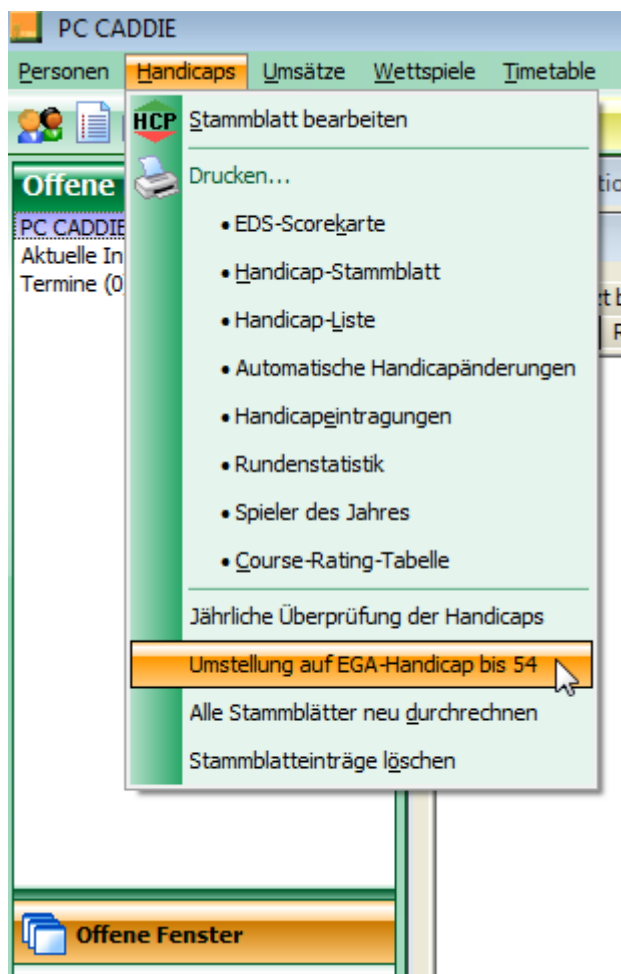 PC CADDIE
Personen Handicaps Umsätze Wettspiele Timetable
HCP Stammblatt bearbeiten
Drucken...
Offene
• EDS-Scorekarte
PC CADDIE
Aktuelle In
• Handicap-Stammblatt
Termine (0
• Handicap-Liste
• Automatische Handicapänderungen
• Handicapeintragungen
• Rundenstatistik
• Spieler des Jahres
• Course-Rating-Tabelle
Jährliche Überprüfung der Handicaps
Umstellung auf EGA-Handicap bis 54
Alle Stammblätter neu durchrechnen
Stammblatteinträge löschen
Offene Fenster